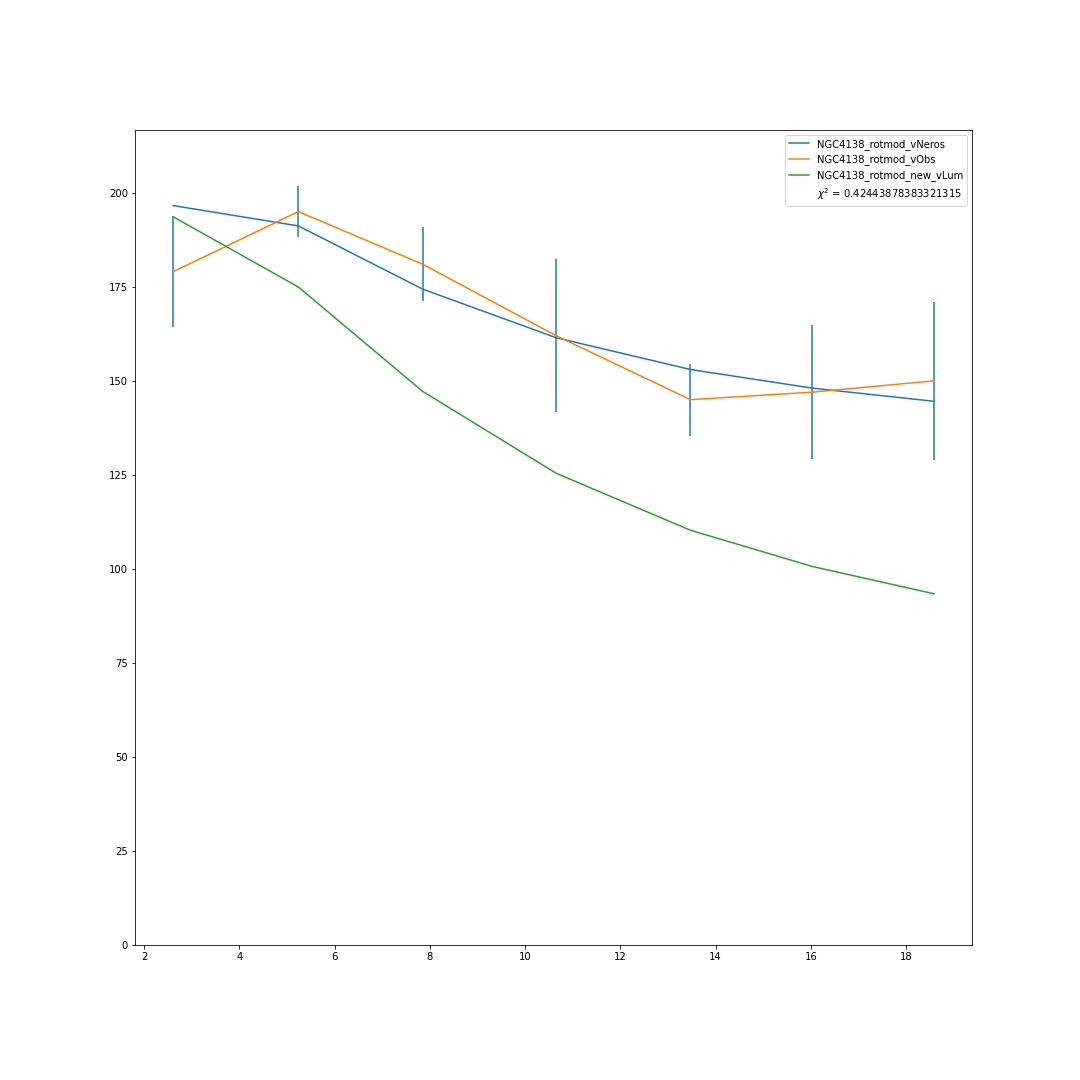 NGC4138_rotmod_vNeros
NGC4138_rotmod_vObs
NGC4138_rotmod_new_vLum
χ² = 0.42443878383321315
200
175
150
125
100
75
50
25
0
2 4 6 8 10 12 14 16 18